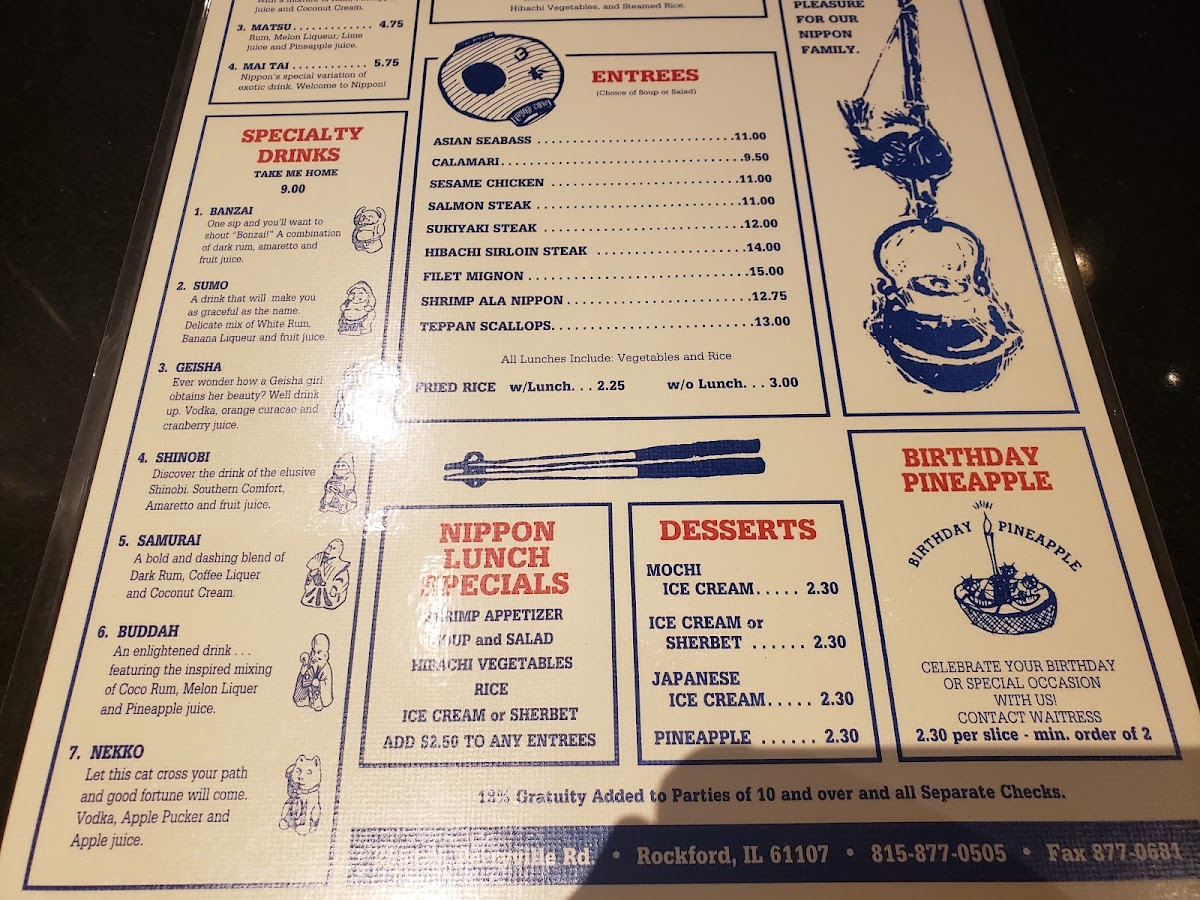 juice and Coconut Cream.
3. MATSU............ 4.75
Rum, Melon Liqueur, Lime
juice and Pineapple juice.
4. MAI TAI ............ 5.75
Nippon's special variation of
exotic drink. Welcome to Nippon!
SPECIALTY
DRINKS
TAKE ME HOME
9.00
1. BANZAI
One sip and you'll want to
shout "Banzai!" A combination
of dark rum, amaretto and
fruit juice.
2. SUMO
A drink that will make you
as graceful as the name.
Delicate mix of White Rum,
Banana Liqueur and fruit juice.
3. GEISHA
Ever wonder how a Geisha girl
obtains her beauty? Well drink
up. Vodka, orange curacao and
cranberry juice.
4. SHINOBI
Discover the drink of the elusive
Shinobi. Southern Comfort,
Amaretto and fruit juice.
5. SAMURAI
A bold and dashing blend of
Dark Rum, Coffee Liquer
and Coconut Cream.
6. BUDDAH
An enlightened drink . . .
featuring the inspired mixing
of Coco Rum, Melon Liquer
and Pineapple juice.
7. NEKKO
Let this cat cross your path
and good fortune will come.
Vodka, Apple Pucker and
Apple juice.
Hibachi Vegetables, and Steamed Rice.
ENTREES
(Choice of Soup or Salad)
ASIAN SEABASS ............................11.00
CALAMARI..................................9.50
SESAME CHICKEN ..........................11.00
SALMON STEAK ............................11.00
SUKIYAKI STEAK ...........................12.00
HIBACHI SIRLOIN STEAK ....................14.00
FILET MIGNON .............................15.00
SHRIMP ALA NIPPON........................12.75
TEPPAN SCALLOPS..........................13.00
All Lunches Include: Vegetables and Rice
FRIED RICE w/Lunch. . . 2.25 w/o Lunch. . . 3.00
NIPPON
LUNCH
SPECIALS
SHRIMP APPETIZER
SOUP and SALAD
HIBACHI VEGETABLES
RICE
ICE CREAM or SHERBET
ADD $2.50 TO ANY ENTREES
DESSERTS
MOCHI
ICE CREAM..... 2.30
ICE CREAM or
SHERBET ...... 2.30
JAPANESE
ICE CREAM..... 2.30
PINEAPPLE ...... 2.30
PLEASURE
FOR OUR
NIPPON
FAMILY.
BIRTHDAY
PINEAPPLE
BIRTHDAY PINEAPPLE
CELEBRATE YOUR BIRTHDAY
OR SPECIAL OCCASION
WITH US!
CONTACT WAITRESS
2.30 per slice - min. order of 2
18% Gratuity Added to Parties of 10 and over and all Separate Checks.
Rd • Rockford, IL 61107 • 815-877-0505 • Fax 877-0681